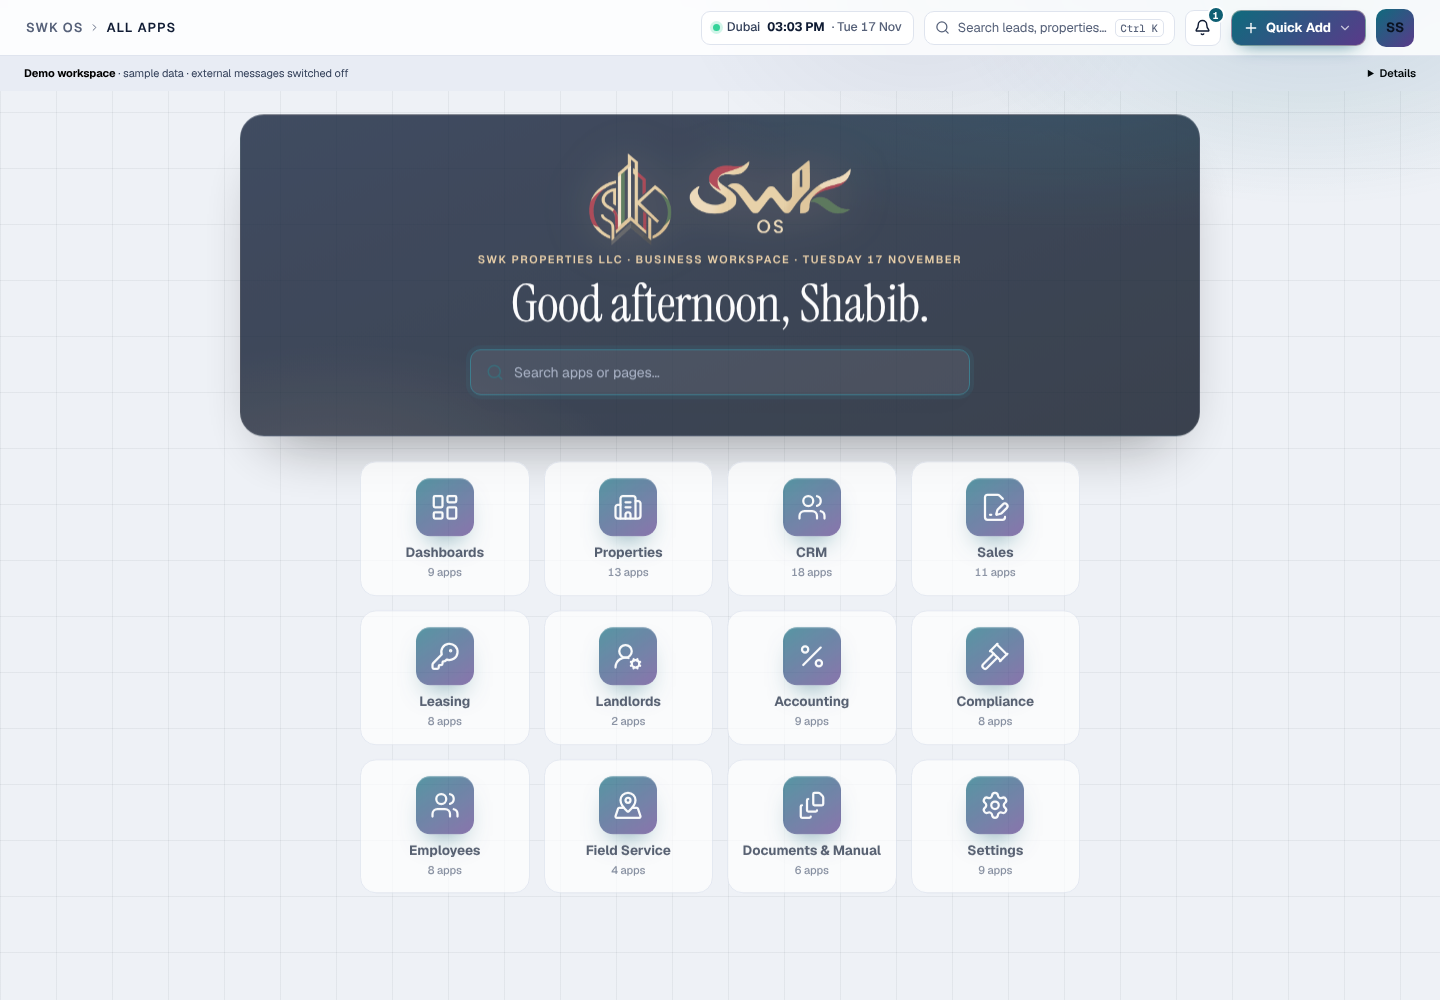 SWK OS > ALL APPS
Dubai 03:03 PM · Tue 17 Nov
Search leads, properties... Ctrl K
1
+ Quick Add
SS
Demo workspace · sample data · external messages switched off
Details
SK
Swk
OS
SWK PROPERTIES LLC · BUSINESS WORKSPACE · TUESDAY 17 NOVEMBER
Good afternoon, Shabib.
Search apps or pages...
Dashboards
9 apps
Properties
13 apps
CRM
18 apps
Sales
11 apps
Leasing
8 apps
Landlords
2 apps
Accounting
9 apps
Compliance
8 apps
Employees
8 apps
Field Service
4 apps
Documents & Manual
6 apps
Settings
9 apps